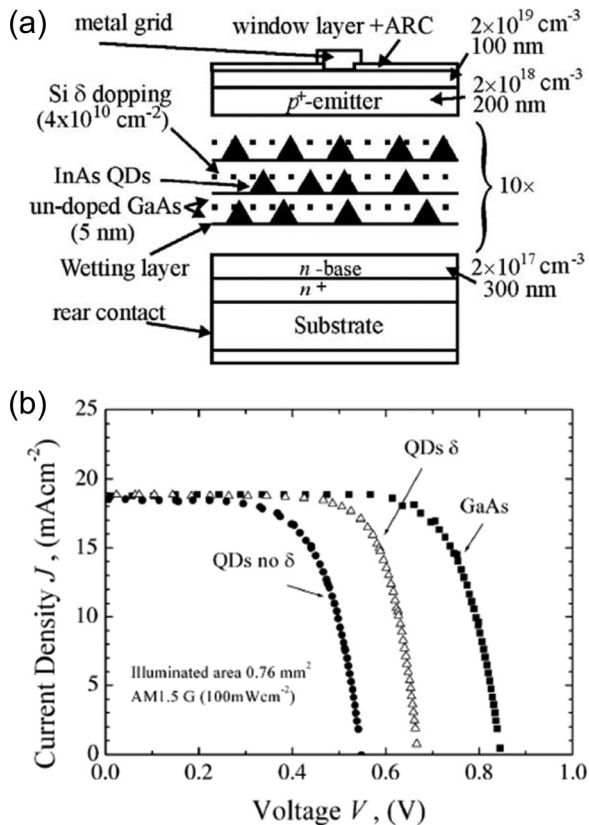 (a)
metal grid
window layer +ARC
2×10¹⁹ cm⁻³
100 nm
Si δ doping
(4x10¹⁰ cm⁻²)
p⁺-emitter
2×10¹⁸ cm⁻³
200 nm
InAs QDs
un-doped GaAs
(5 nm)
Wetting layer
10×
n -base
n +
2×10¹⁷ cm⁻³
300 nm
rear contact
Substrate
(b)
Current Density J , (mAcm⁻²)
30
25
20
15
10
5
0
QDs δ
GaAs
QDs no δ
Illuminated area 0.76 mm²
AM1.5 G (100mWcm⁻²)
0.0 0.2 0.4 0.6 0.8 1.0
Voltage V , (V)